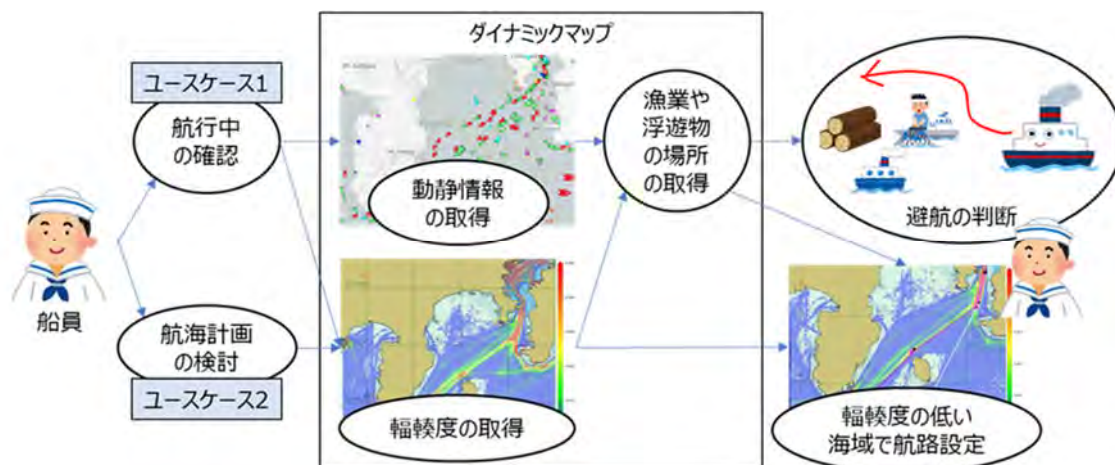 ダイナミックマップ
ユースケース1
航行中
の確認
動静情報
の取得
漁業や
浮遊物
の場所
の取得
避航の判断
船員
航海計画
の検討
ユースケース2
輻輳度の取得
輻輳度の低い
海域で航路設定